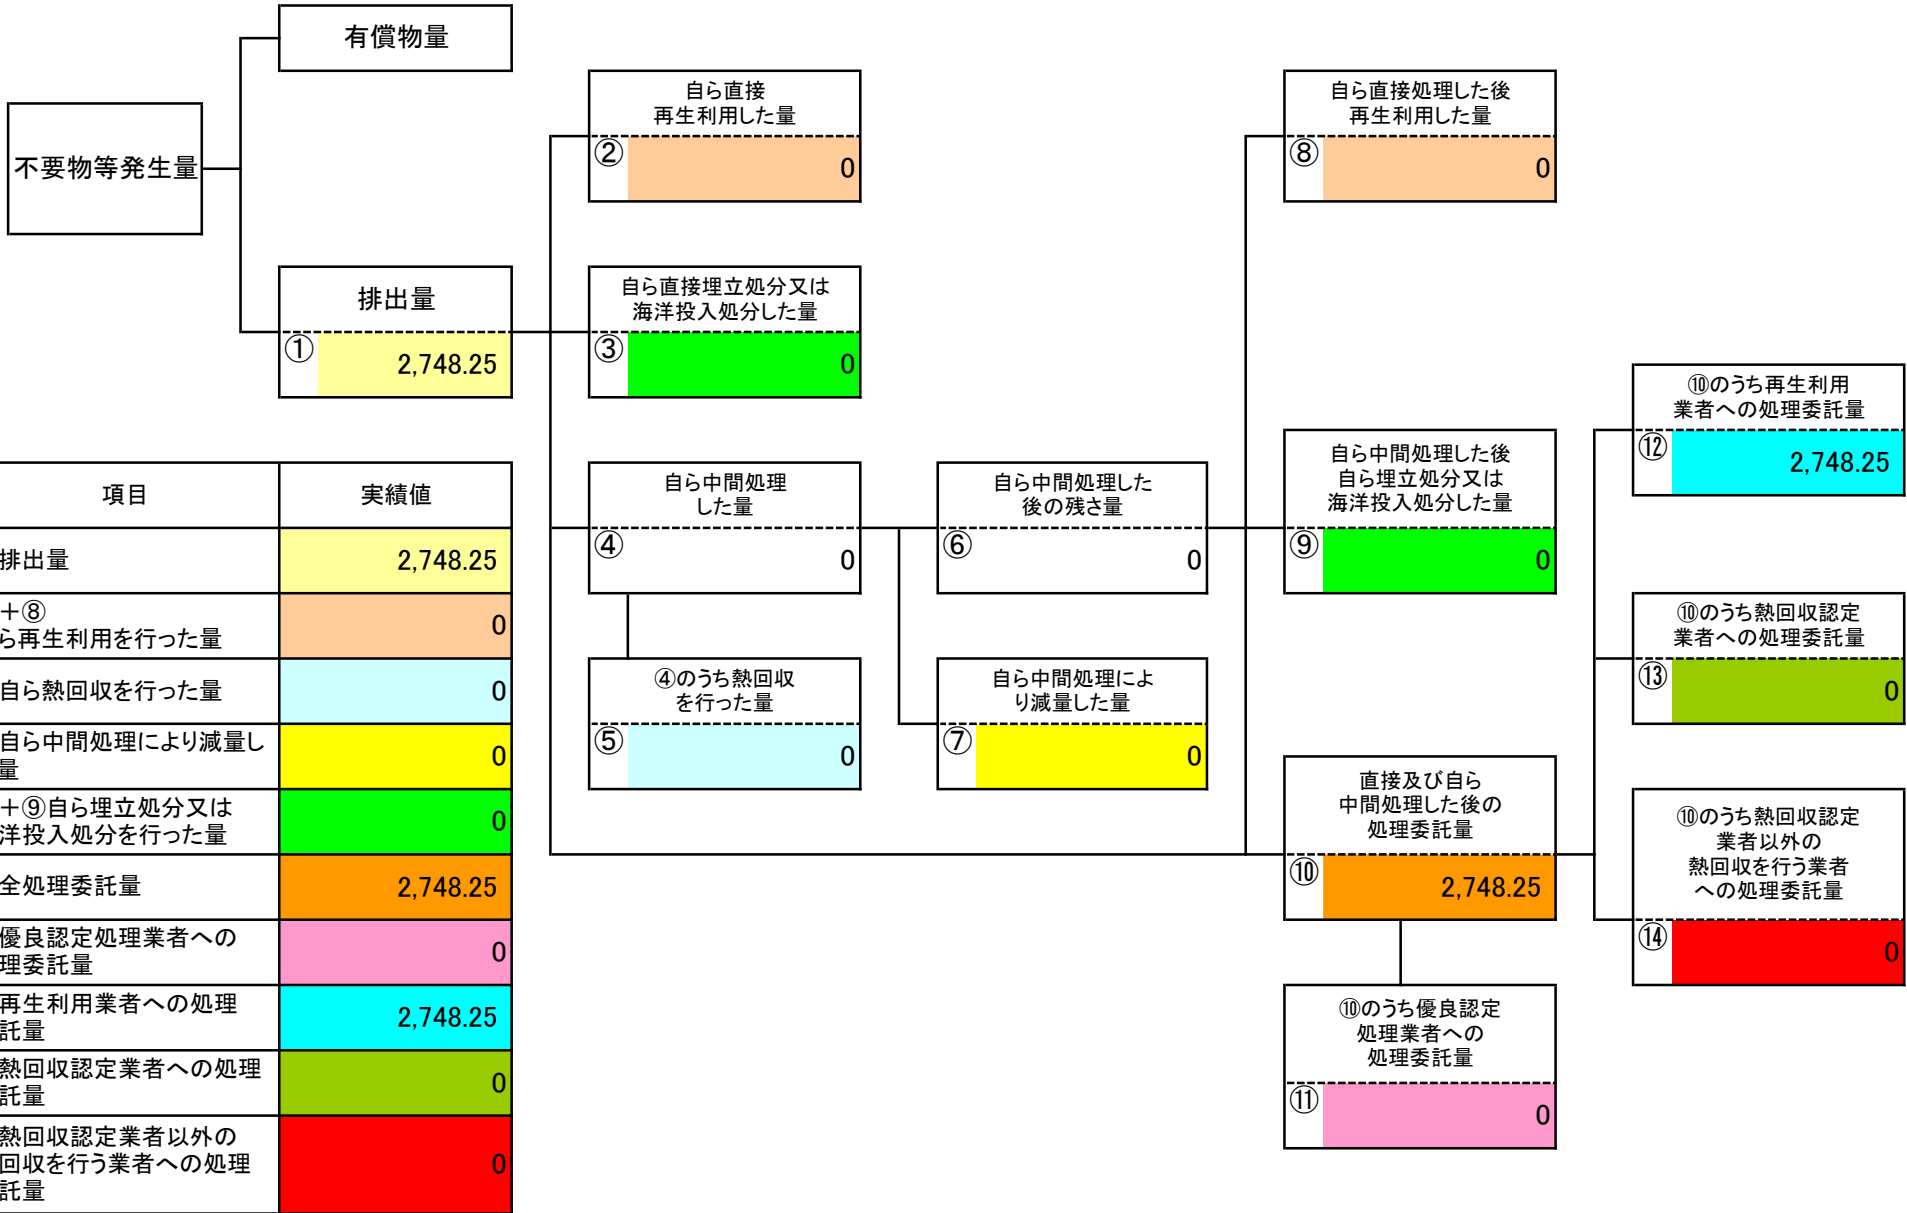 有償物量
不要物等発生量
排出量
①
2,748.25
自ら直接
再生利用した量
②
0
自ら直接埋立処分又は
海洋投入処分した量
③
0
自ら中間処理
した量
④
0
④のうち熱回収
を行った量
⑤
0
自ら中間処理した
後の残さ量
⑥
0
自ら中間処理によ
り減量した量
⑦
0
自ら直接処理した後
再生利用した量
⑧
0
自ら中間処理した後
自ら埋立処分又は
海洋投入処分した量
⑨
0
直接及び自ら
中間処理した後の
処理委託量
⑩
2,748.25
⑩のうち優良認定
処理業者への
処理委託量
⑪
0
⑩のうち再生利用
業者への処理委託量
⑫
2,748.25
⑩のうち熱回収認定
業者への処理委託量
⑬
0
⑩のうち熱回収認定
業者以外の
熱回収を行う業者
への処理委託量
⑭
0
項目 実績値
排出量 2,748.25
+⑧
ら再生利用を行った量 0
自ら熱回収を行った量 0
自ら中間処理により減量し
量 0
+⑨自ら埋立処分又は
洋投入処分を行った量 0
全処理委託量 2,748.25
優良認定処理業者への
理委託量 0
再生利用業者への処理
託量 2,748.25
熱回収認定業者への処理
託量 0
熱回収認定業者以外の
回収を行う業者への処理
託量 0